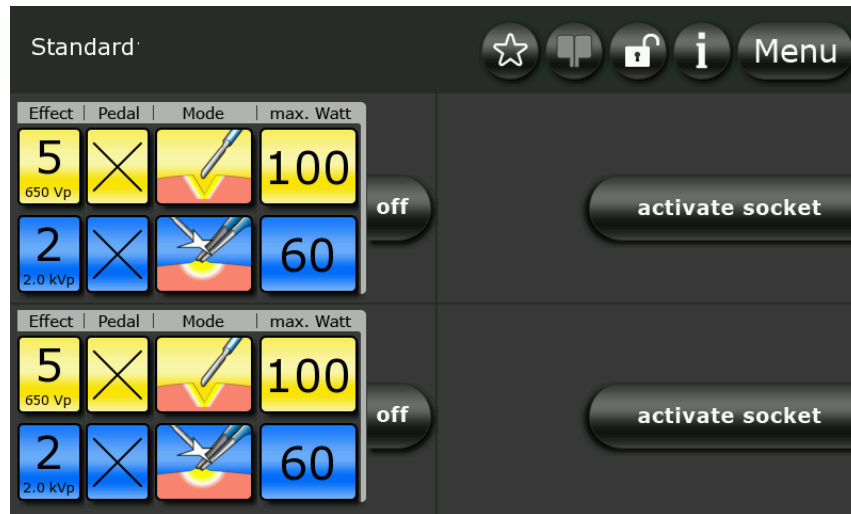 Standard
i Menu
Effect | Pedal | Mode | max. Watt
5 100
650 Vp
off activate socket
2 60
2.0 kVp
Effect | Pedal | Mode | max. Watt
5 100
650 Vp
off activate socket
2 60
2.0 kVp